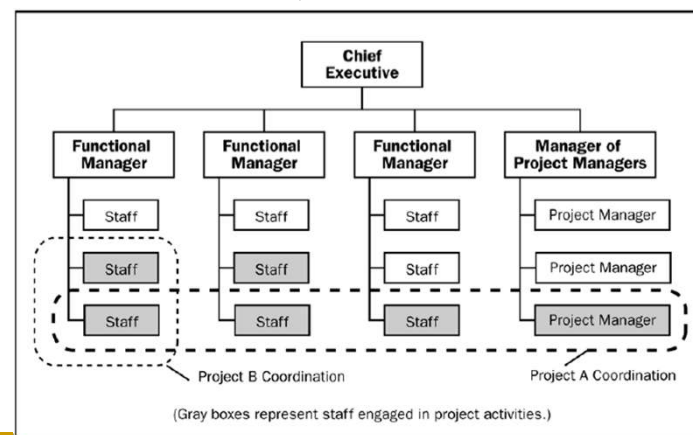 Chief
Executive
Functional
Manager
Functional
Manager
Functional
Manager
Manager of
Project Managers
Staff
Staff
Staff
Project Manager
Staff
Staff
Staff
Project Manager
Staff
Staff
Staff
Project Manager
Project B Coordination
Project A Coordination
(Gray boxes represent staff engaged in project activities.)